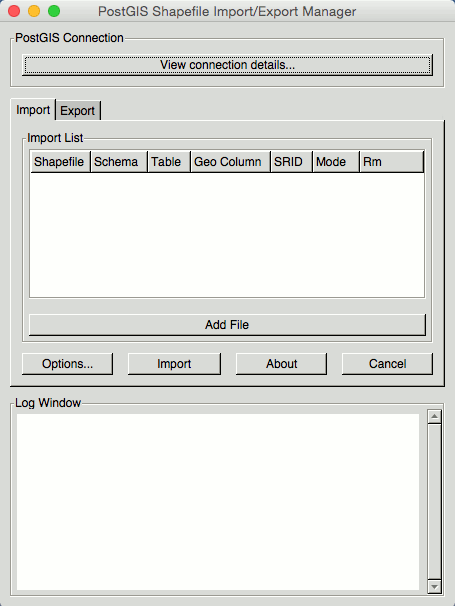 PostGIS Shapefile Import/Export Manager
PostGIS Connection
View connection details...
Import Export
Import List
Shapefile Schema Table Geo Column SRID Mode Rm
Add File
Options... Import About Cancel
Log Window